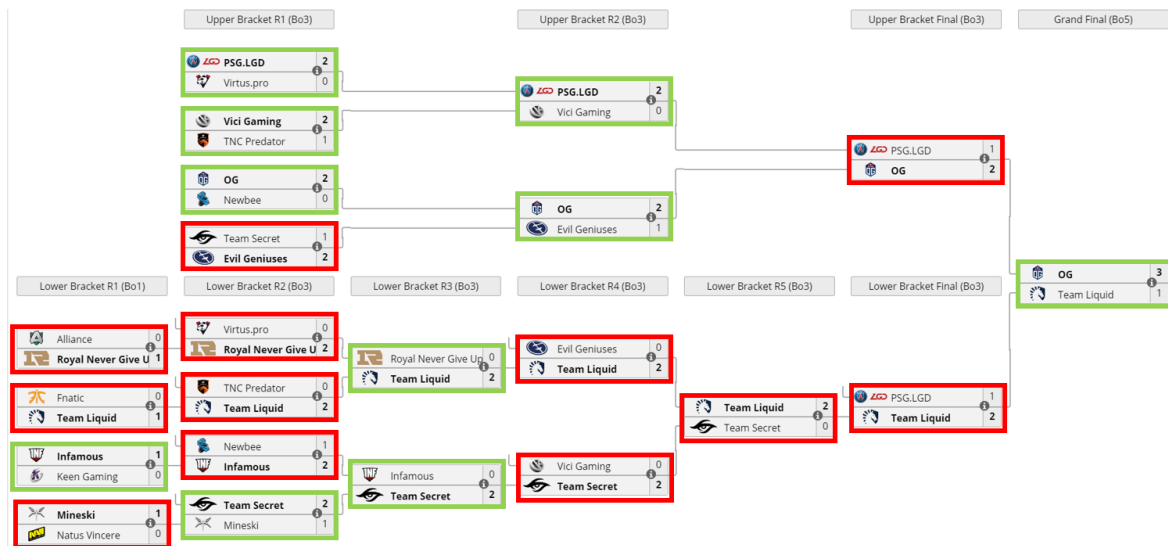 Upper Bracket R1 (Bo3)
Upper Bracket R2 (Bo3)
Upper Bracket Final (Bo3)
Grand Final (Bo5)
LGD PSG.LGD 2
Virtus.pro 0
Vici Gaming 2
TNC Predator 1
OG 2
Newbee 0
Team Secret 1
Evil Geniuses 2
LGD PSG.LGD 2
Vici Gaming 0
OG 2
Evil Geniuses 1
LGD PSG.LGD 1
OG 2
OG 3
Team Liquid 1
Lower Bracket R1 (Bo1)
Lower Bracket R2 (Bo3)
Lower Bracket R3 (Bo3)
Lower Bracket R4 (Bo3)
Lower Bracket R5 (Bo3)
Lower Bracket Final (Bo3)
Alliance 0
Royal Never Give U 1
Fnatic 0
Team Liquid 1
INF Infamous 1
Keen Gaming 0
Mineski 1
Natus Vincere 0
Virtus.pro 0
Royal Never Give U 2
TNC Predator 0
Team Liquid 2
Newbee 1
INF Infamous 2
Team Secret 2
Mineski 1
Royal Never Give Up 0
Team Liquid 2
INF Infamous 0
Team Secret 2
Evil Geniuses 0
Team Liquid 2
Vici Gaming 0
Team Secret 2
Team Liquid 2
Team Secret 0
LGD PSG.LGD 1
Team Liquid 2